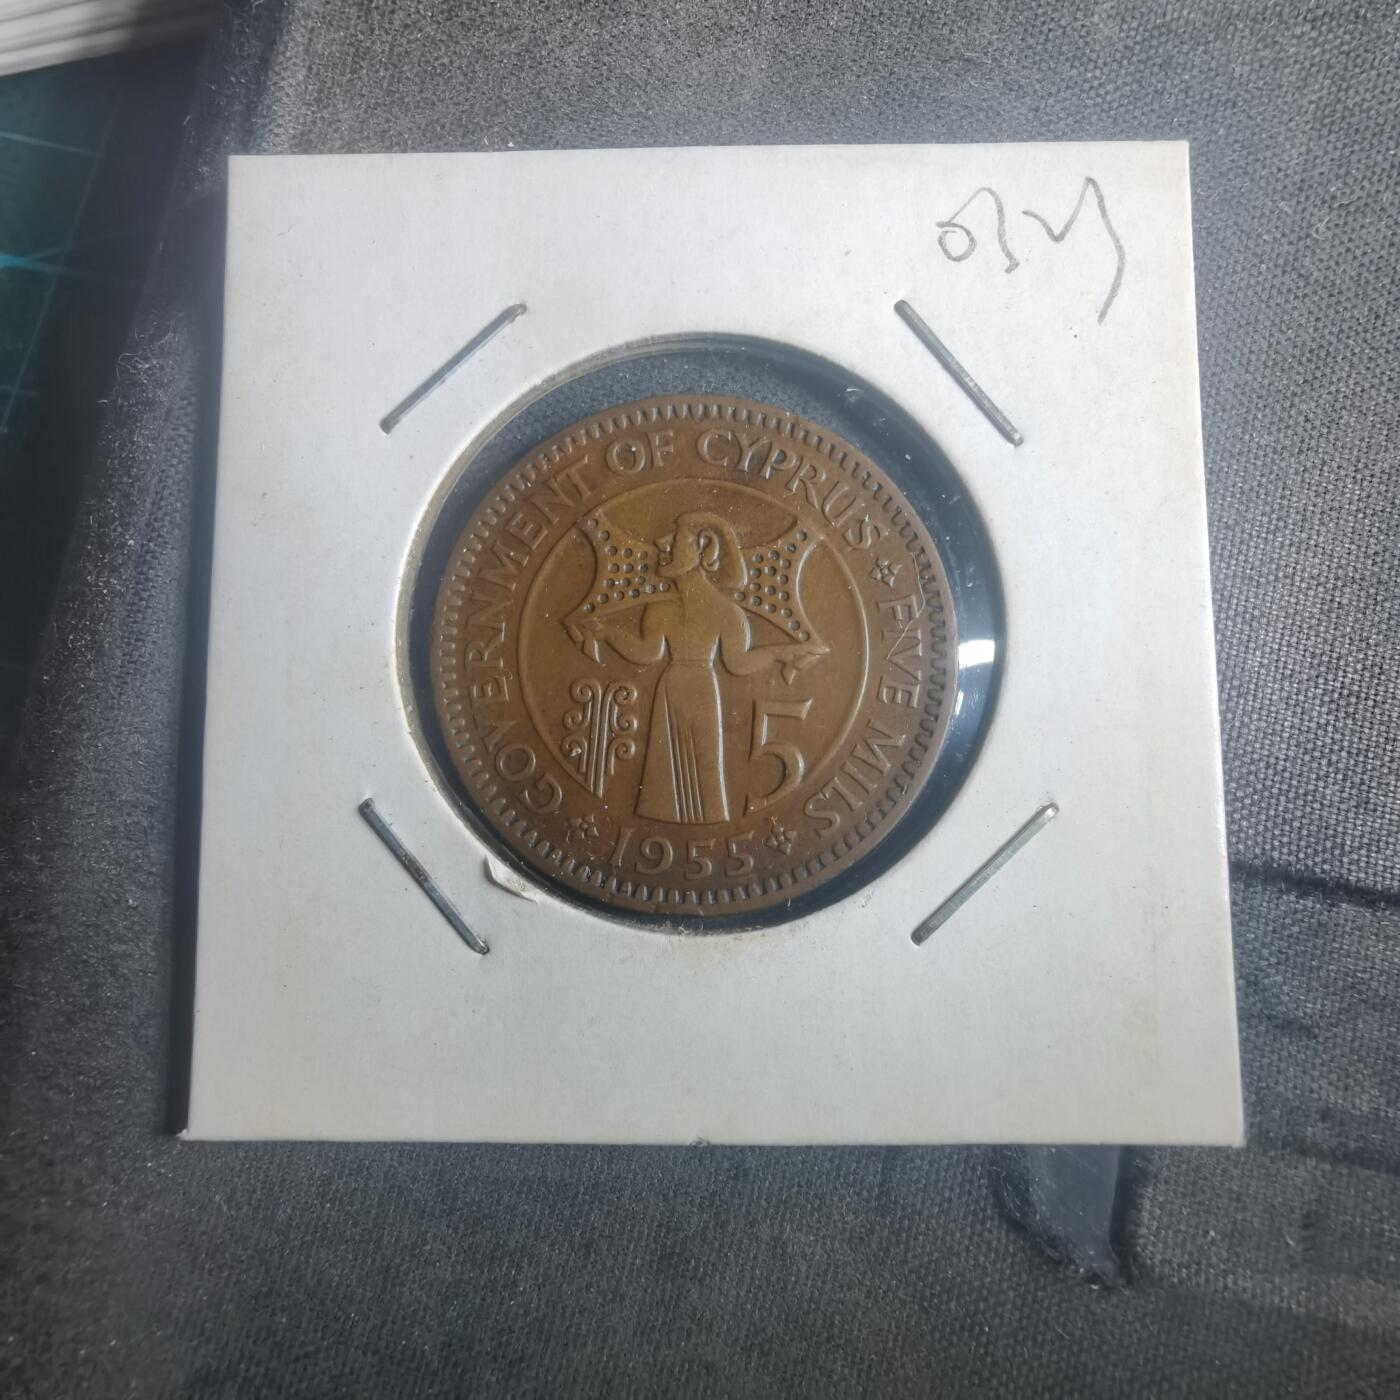 GOVERNMENT OF CYPRUS
FIVE MILS
5
1955